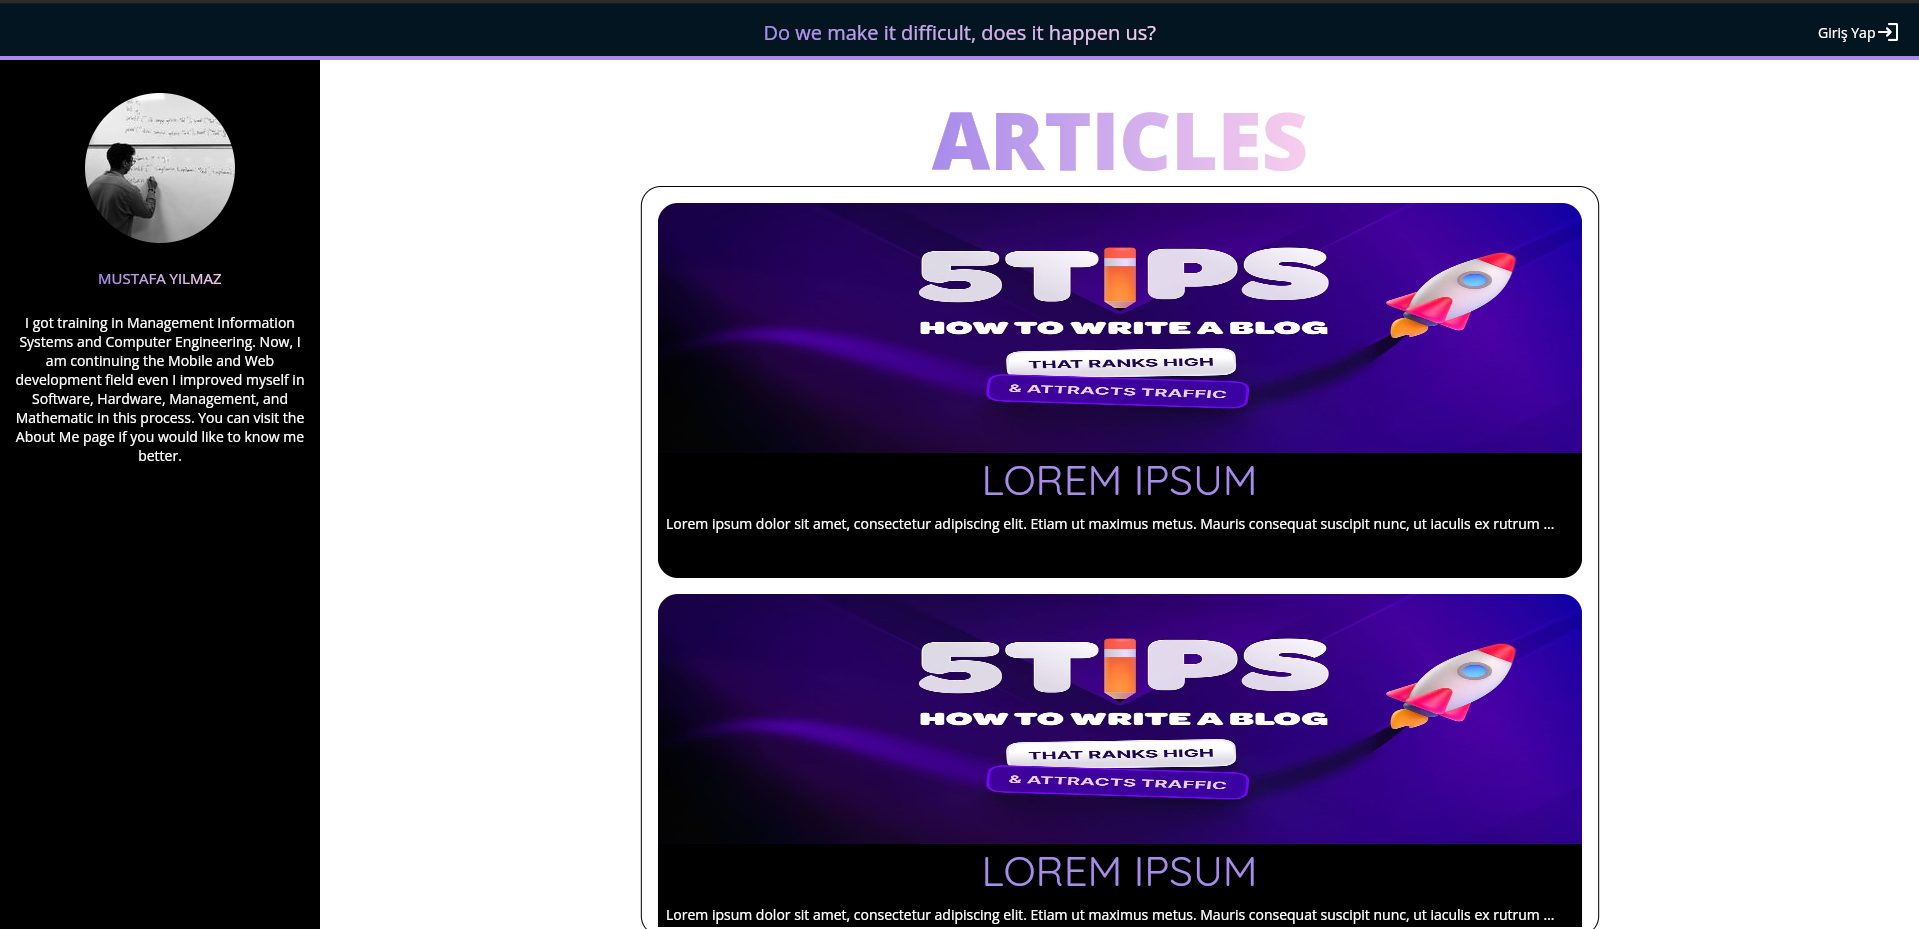 Do we make it difficult, does it happen us?
Giriş Yap
MUSTAFA YILMAZ
I got training in Management Information
Systems and Computer Engineering. Now, I
am continuing the Mobile and Web
development field even I improved myself in
Software, Hardware, Management, and
Mathematic in this process. You can visit the
About Me page if you would like to know me
better.
ARTICLES
5TiPS
HOW TO WRITE A BLOG
THAT RANKS HIGH
& ATTRACTS TRAFFIC
LOREM IPSUM
Lorem ipsum dolor sit amet, consectetur adipiscing elit. Etiam ut maximus metus. Mauris consequat suscipit nunc, ut iaculis ex rutrum ...
5TiPS
HOW TO WRITE A BLOG
THAT RANKS HIGH
& ATTRACTS TRAFFIC
LOREM IPSUM
Lorem ipsum dolor sit amet, consectetur adipiscing elit. Etiam ut maximus metus. Mauris consequat suscipit nunc, ut iaculis ex rutrum ...